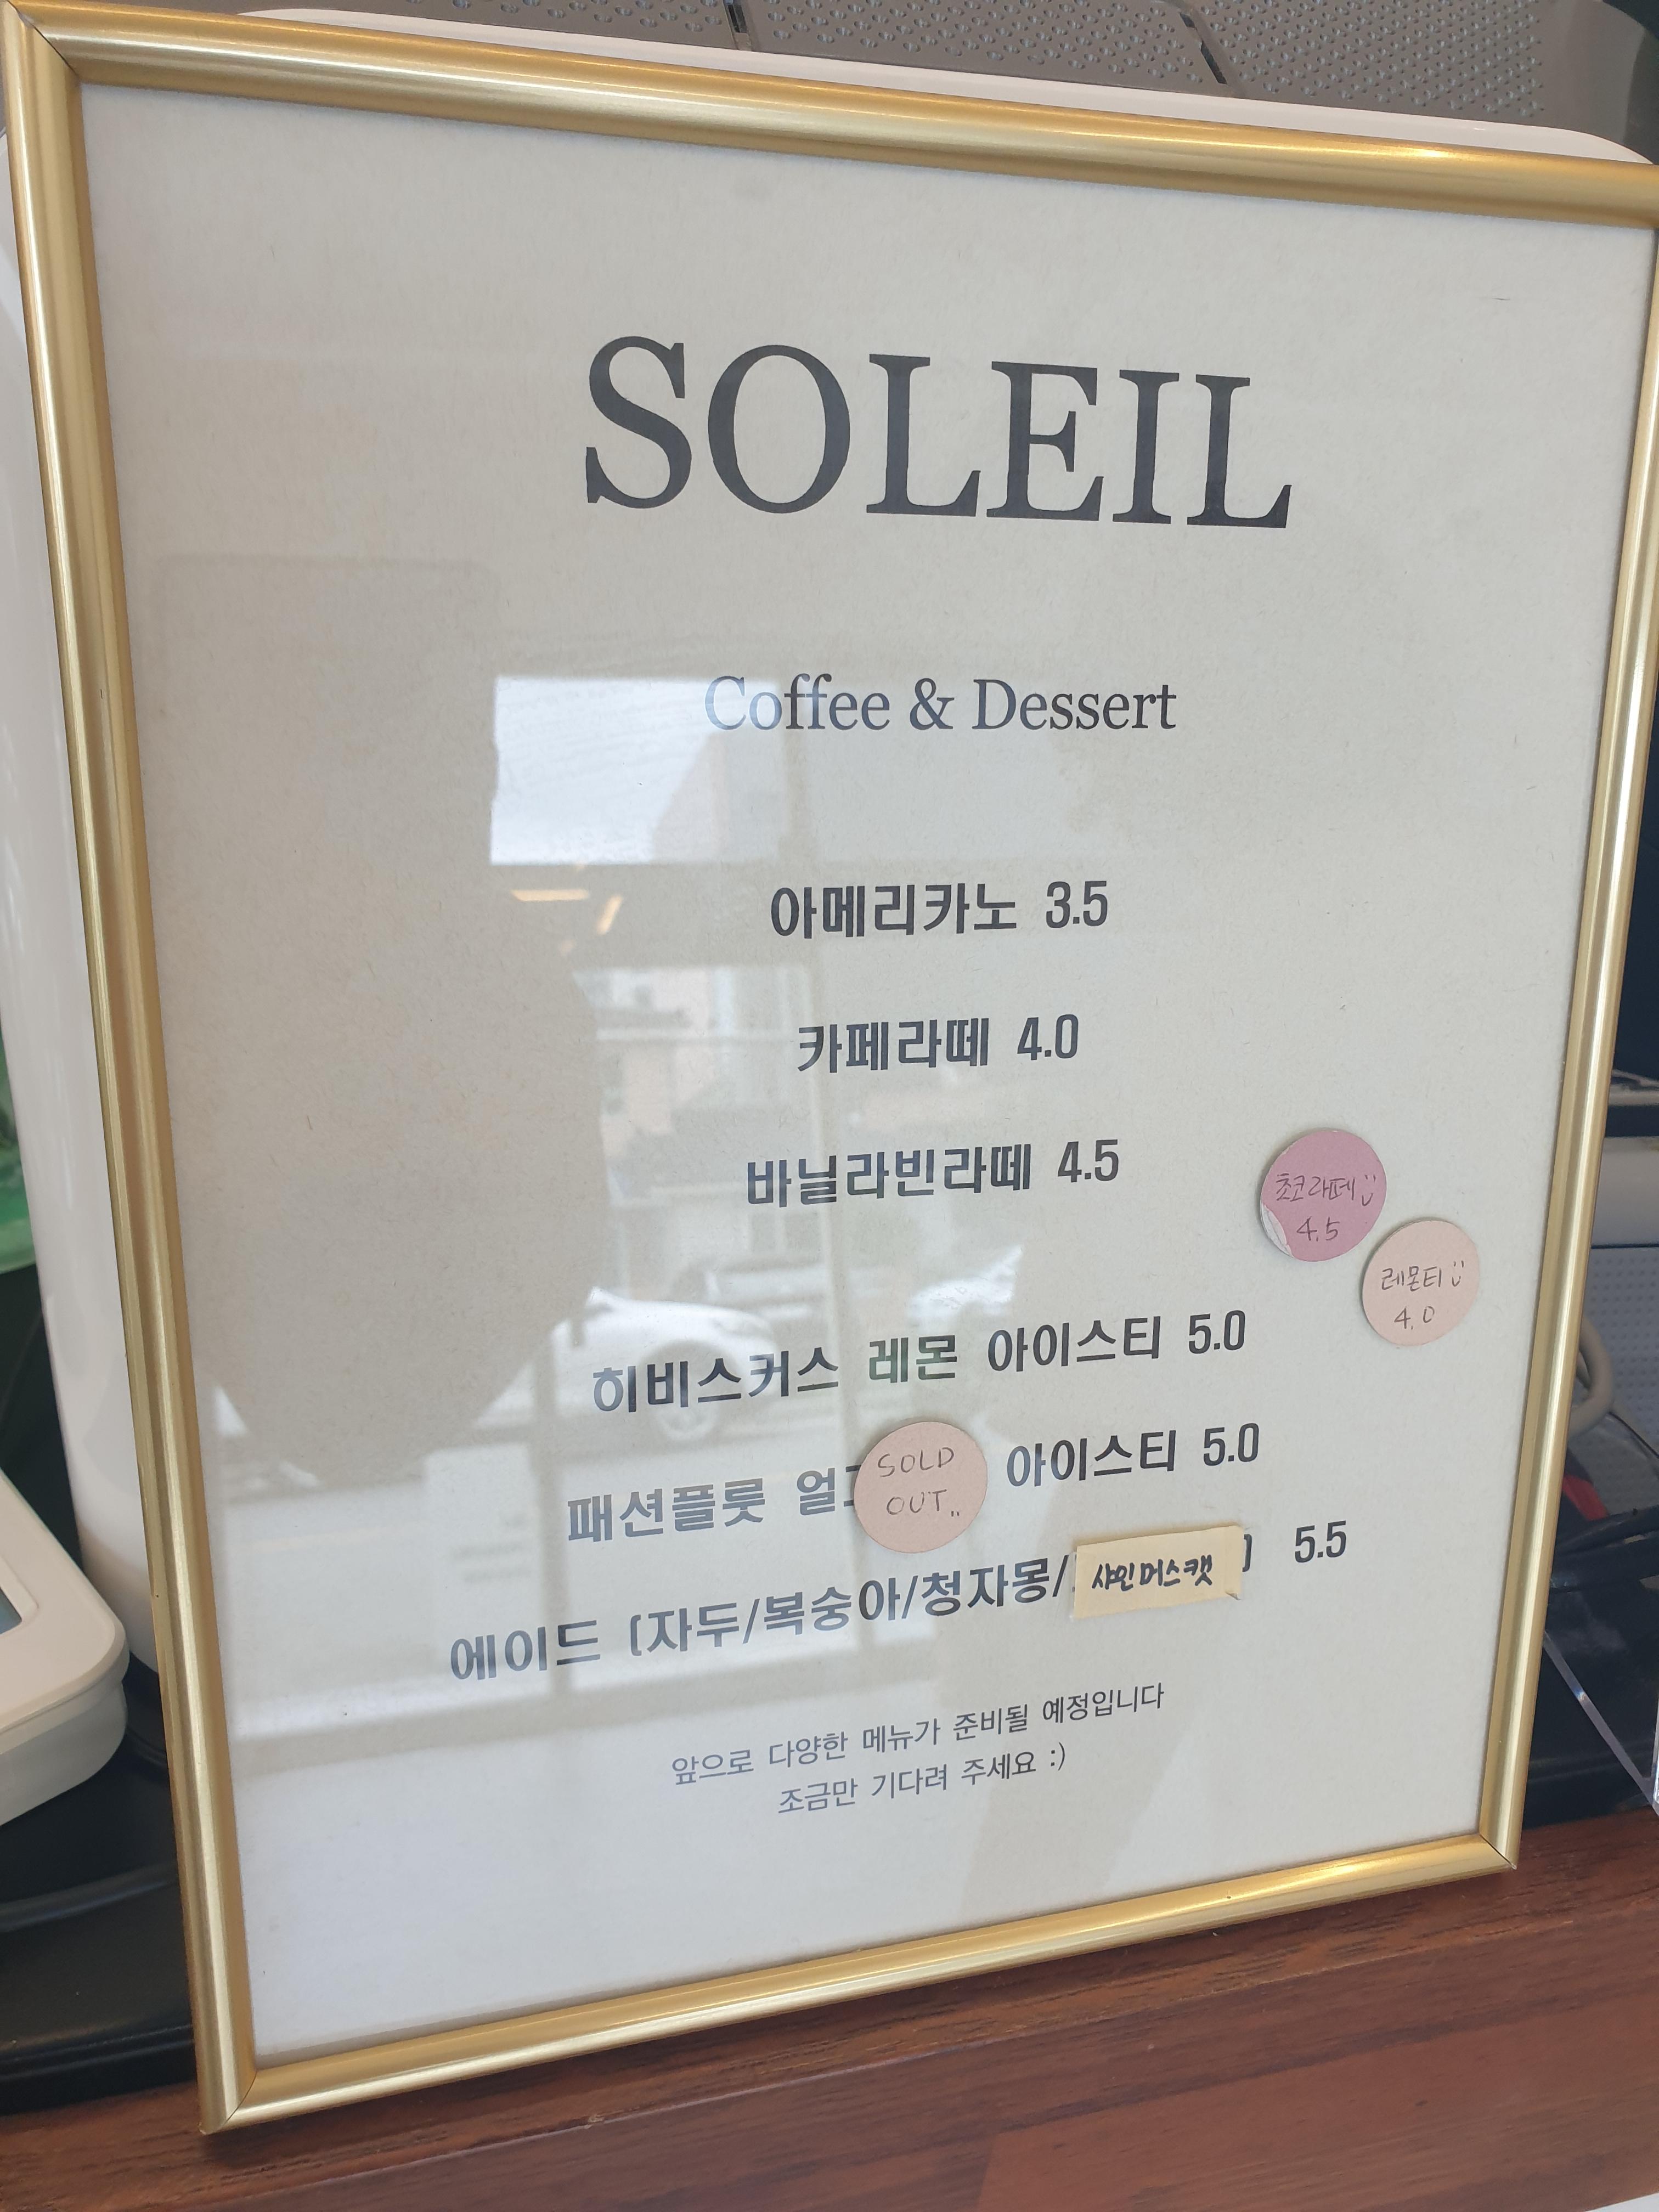 SOLEIL
Coffee & Dessert
아메리카노 3.5
카페라떼 4.0
바닐라빈라떼 4.5
초코라떼 :)
4.5
레몬티 :)
4.0
히비스커스 레몬 아이스티 5.0
패션플룻 아이스티 5.0
SOLD
OUT..
에이드 (자두/복숭아/청자몽/샤인머스캣) 5.5
앞으로 다양한 메뉴가 준비될 예정입니다
조금만 기다려 주세요 :)